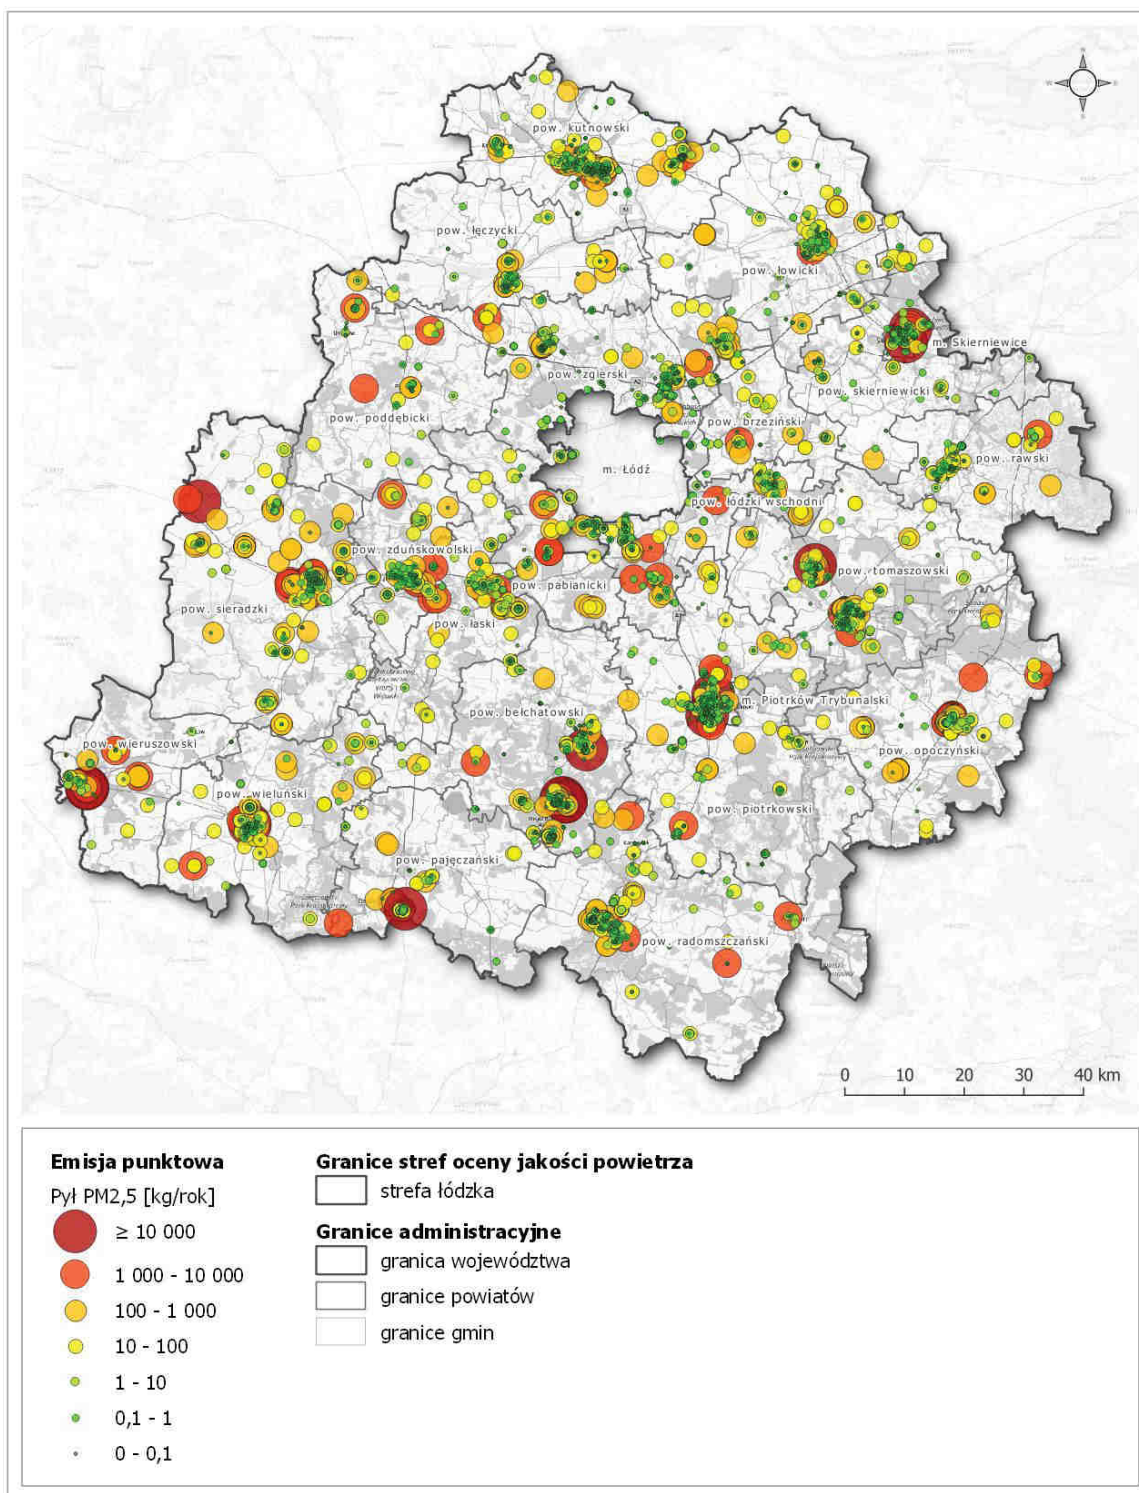 N
W
E
S
pow. kutnowski
pow. łęczycki
pow. łowicki
m. Skierniewice
pow. zgierski
pow. skierniewicki
pow. poddębicki
pow. brzeziński
pow. rawski
m. Łódź
pow. łódzki wschodni
pow. zduńskowolski
pow. pabianicki
pow. tomaszowski
pow. sieradzki
pow. łaski
m. Piotrków Trybunalski
pow. bełchatowski
pow. wieruszowski
pow. opoczyński
pow. wieluński
pow. piotrkowski
pow. pajęczański
pow. radomszczański
0 10 20 30 40 km
Emisja punktowa
Pył PM2,5 [kg/rok]
≥ 10 000
1 000 - 10 000
100 - 1 000
10 - 100
1 - 10
0,1 - 1
0 - 0,1
Granice stref oceny jakości powietrza
strefa łódzka
Granice administracyjne
granica województwa
granice powiatów
granice gmin